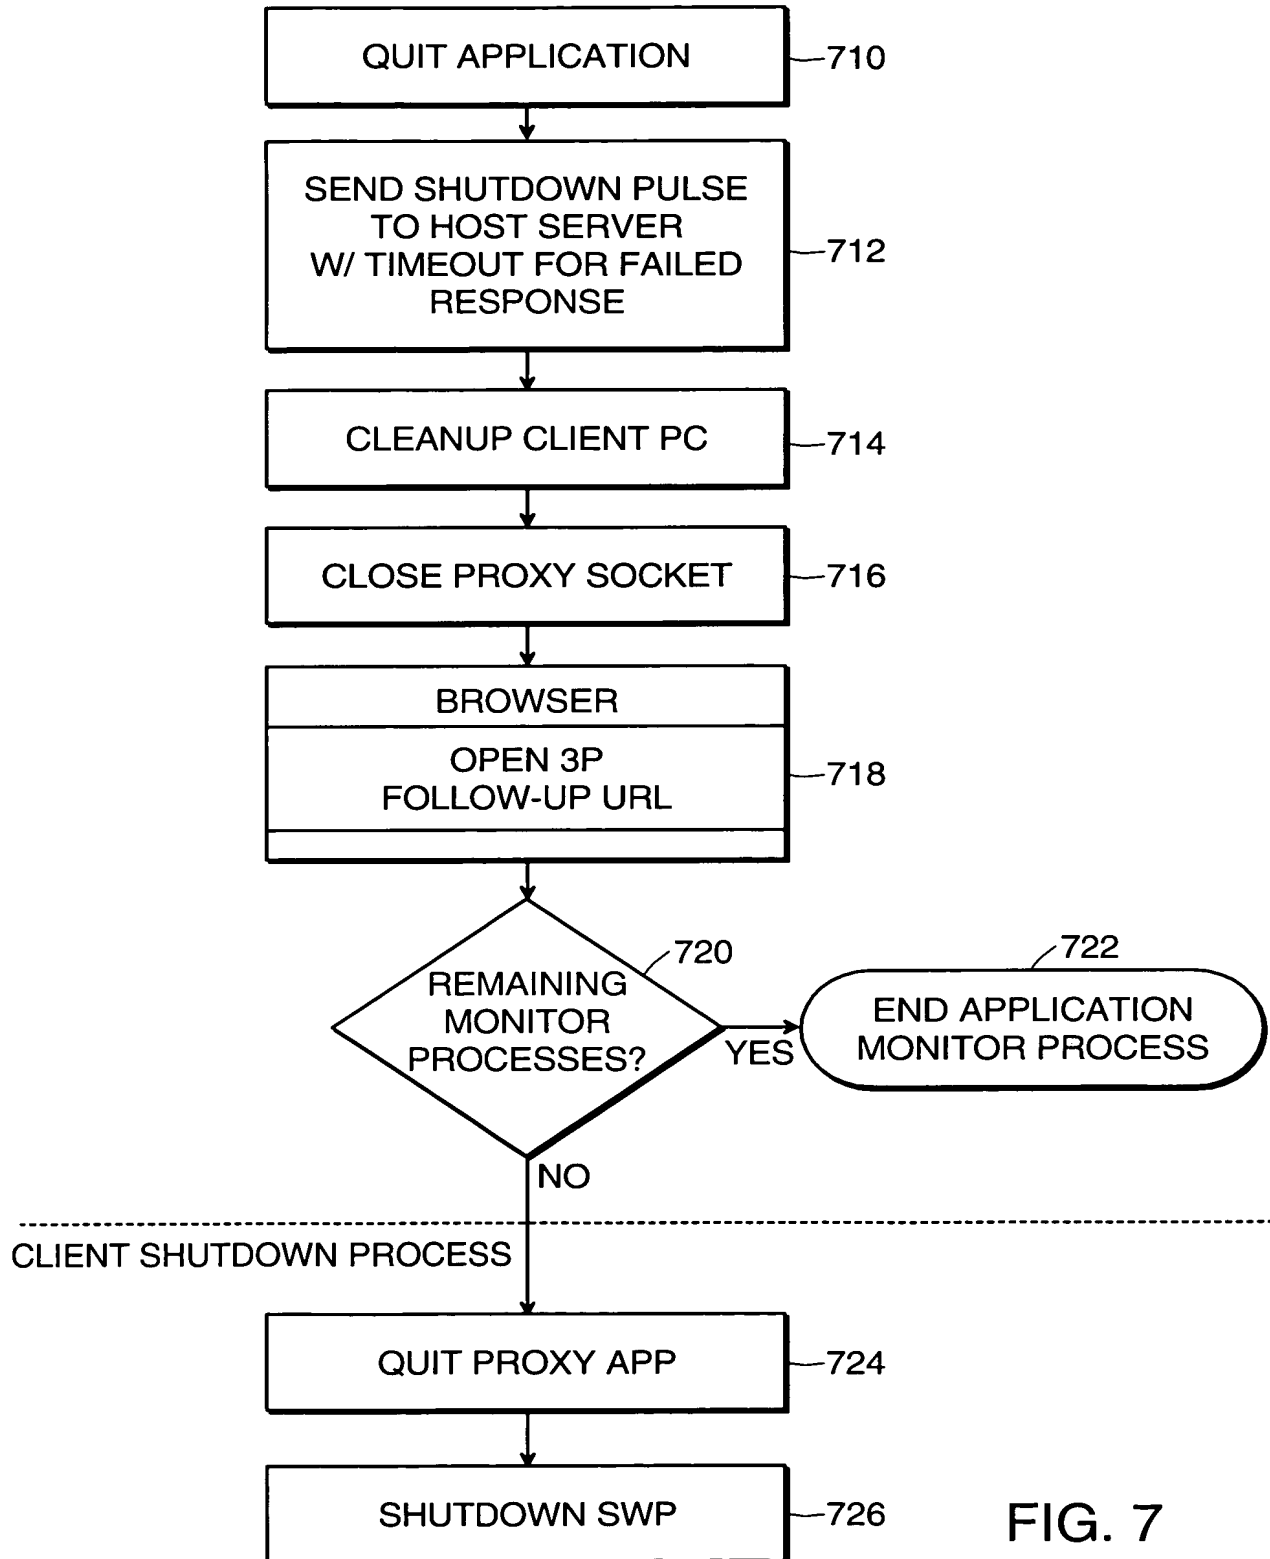 QUIT APPLICATION
710
SEND SHUTDOWN PULSE
TO HOST SERVER
W/ TIMEOUT FOR FAILED
RESPONSE
712
CLEANUP CLIENT PC
714
CLOSE PROXY SOCKET
716
BROWSER
OPEN 3P
FOLLOW-UP URL
718
REMAINING
MONITOR
PROCESSES?
720
YES
722
END APPLICATION
MONITOR PROCESS
NO
CLIENT SHUTDOWN PROCESS
QUIT PROXY APP
724
SHUTDOWN SWP
726
FIG. 7